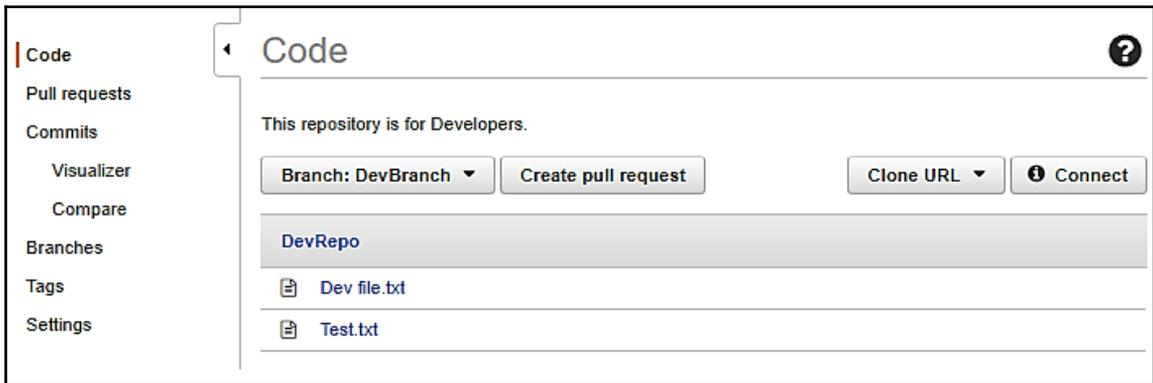 Code
Pull requests
Commits
Visualizer
Compare
Branches
Tags
Settings
Code
This repository is for Developers.
Branch: DevBranch
Create pull request
Clone URL
Connect
DevRepo
Dev file.txt
Test.txt